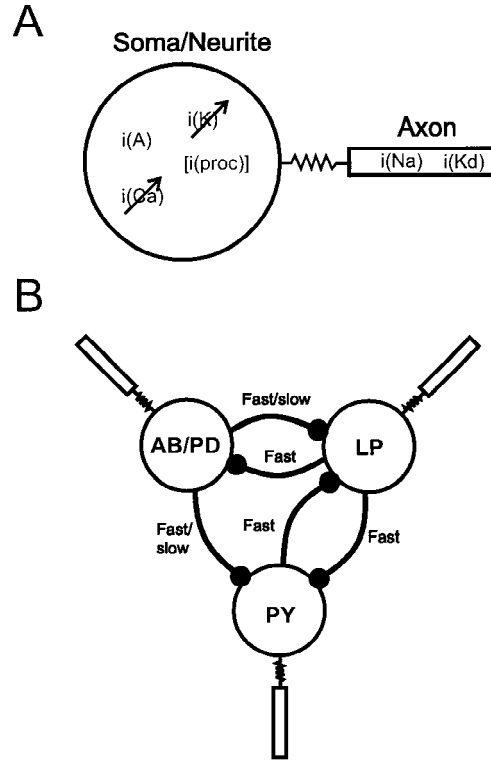 A
Soma/Neurite
i(K)
i(A)
[i(proc)]
i(Ca)
Axon
i(Na) i(Kd)
B
Fast/slow
AB/PD
LP
Fast
Fast/
slow
Fast
Fast
PY